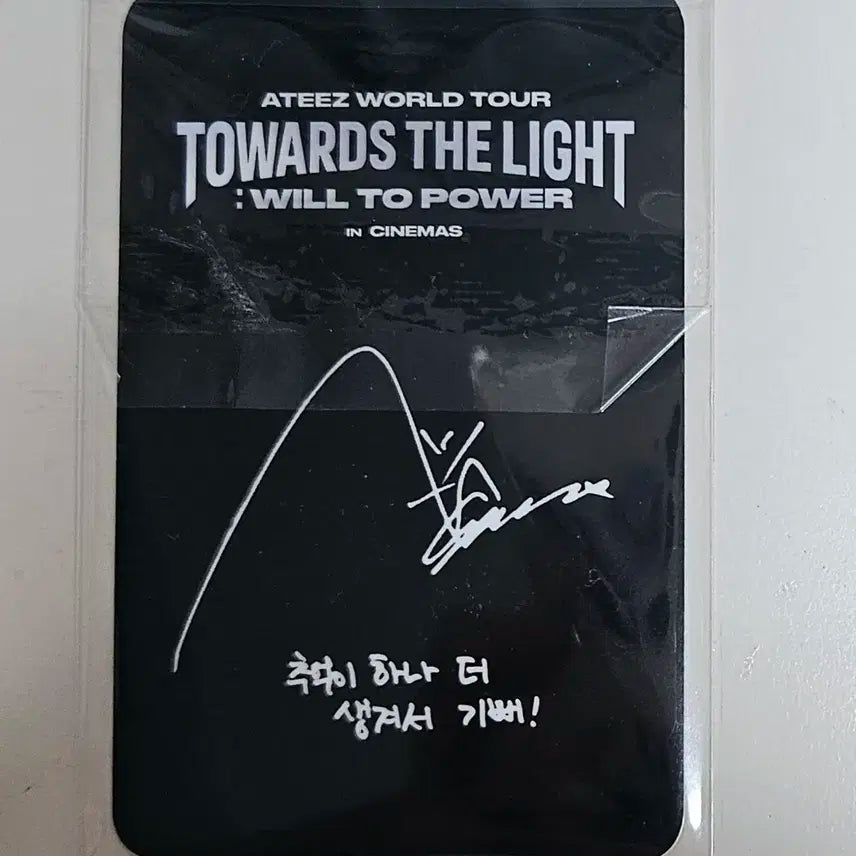 ATEEZ WORLD TOUR
TOWARDS THE LIGHT
: WILL TO POWER
IN CINEMAS
추억이 하나 더
생겨서 기뻐!